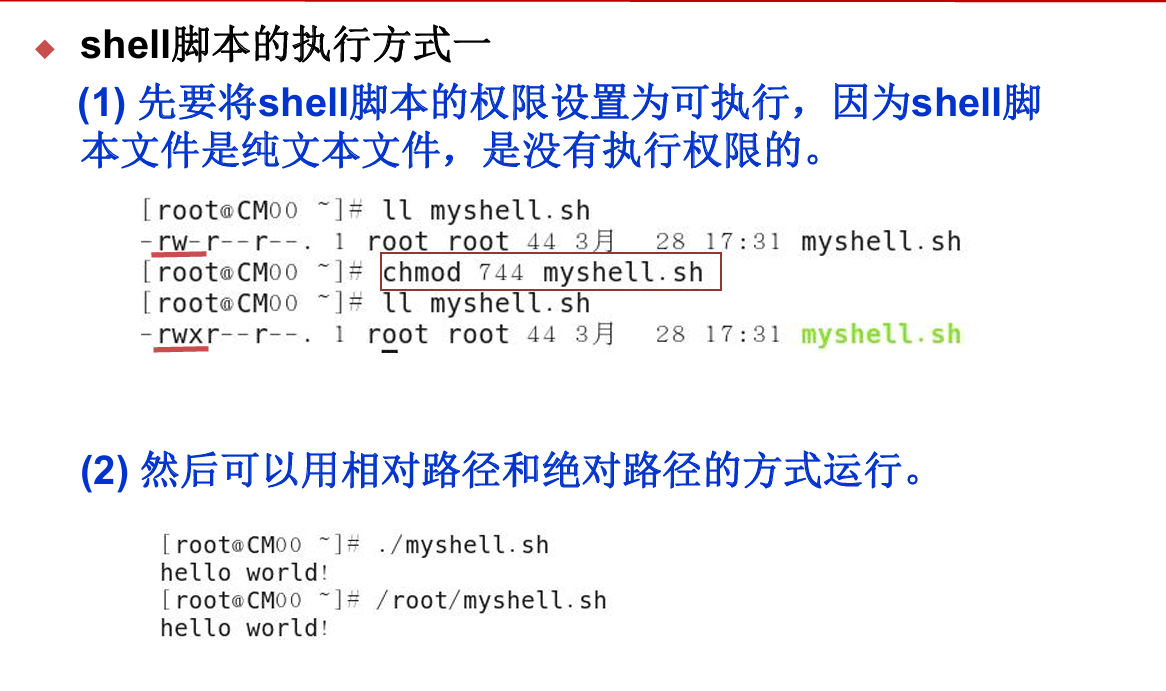 shell脚本的执行方式一
(1) 先要将shell脚本的权限设置为可执行，因为shell脚
本文件是纯文本文件，是没有执行权限的。
[root@CM00 ~]# ll myshell.sh
-rw-r--r--. 1 root root 44 3月  28 17:31 myshell.sh
[root@CM00 ~]# chmod 744 myshell.sh
[root@CM00 ~]# ll myshell.sh
-rwxr--r--. 1 root root 44 3月  28 17:31 myshell.sh
(2) 然后可以用相对路径和绝对路径的方式运行。
[root@CM00 ~]# ./myshell.sh
hello world!
[root@CM00 ~]# /root/myshell.sh
hello world!